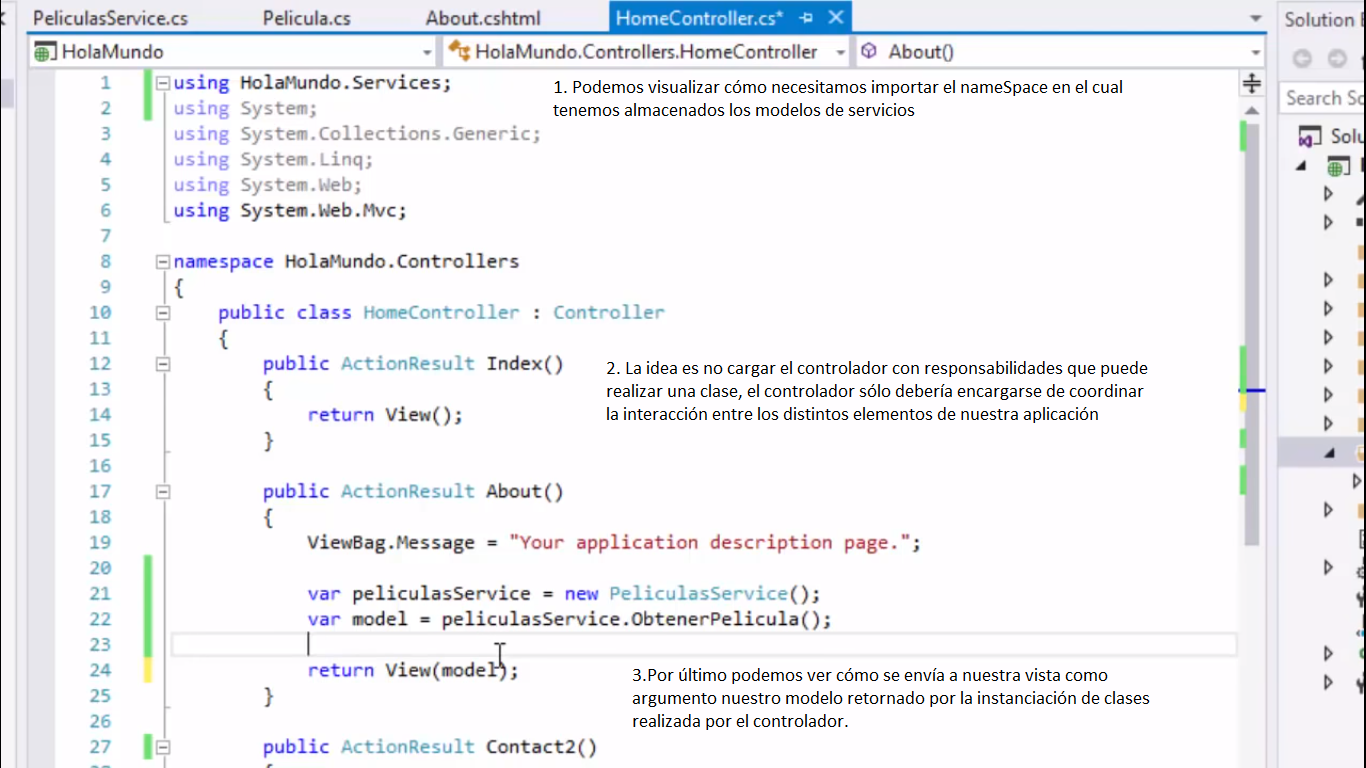 PeliculasService.cs Pelicula.cs About.cshtml HomeController.cs* Solution E
HolaMundo HolaMundo.Controllers.HomeController About()
Search So
Solu
1 using HolaMundo.Services;
2 using System;
3 using System.Collections.Generic;
4 using System.Linq;
5 using System.Web;
6 using System.Web.Mvc;
7
8 namespace HolaMundo.Controllers
9 {
10 public class HomeController : Controller
11 {
12 public ActionResult Index()
13 {
14 return View();
15 }
16
17 public ActionResult About()
18 {
19 ViewBag.Message = "Your application description page.";
20
21 var peliculasService = new PeliculasService();
22 var model = peliculasService.ObtenerPelicula();
23
24 return View(model);
25 }
26
27 public ActionResult Contact2()
1. Podemos visualizar cómo necesitamos importar el nameSpace en el cual
tenemos almacenados los modelos de servicios
2. La idea es no cargar el controlador con responsabilidades que puede
realizar una clase, el controlador sólo debería encargarse de coordinar
la interacción entre los distintos elementos de nuestra aplicación
3.Por último podemos ver cómo se envía a nuestra vista como
argumento nuestro modelo retornado por la instanciación de clases
realizada por el controlador.